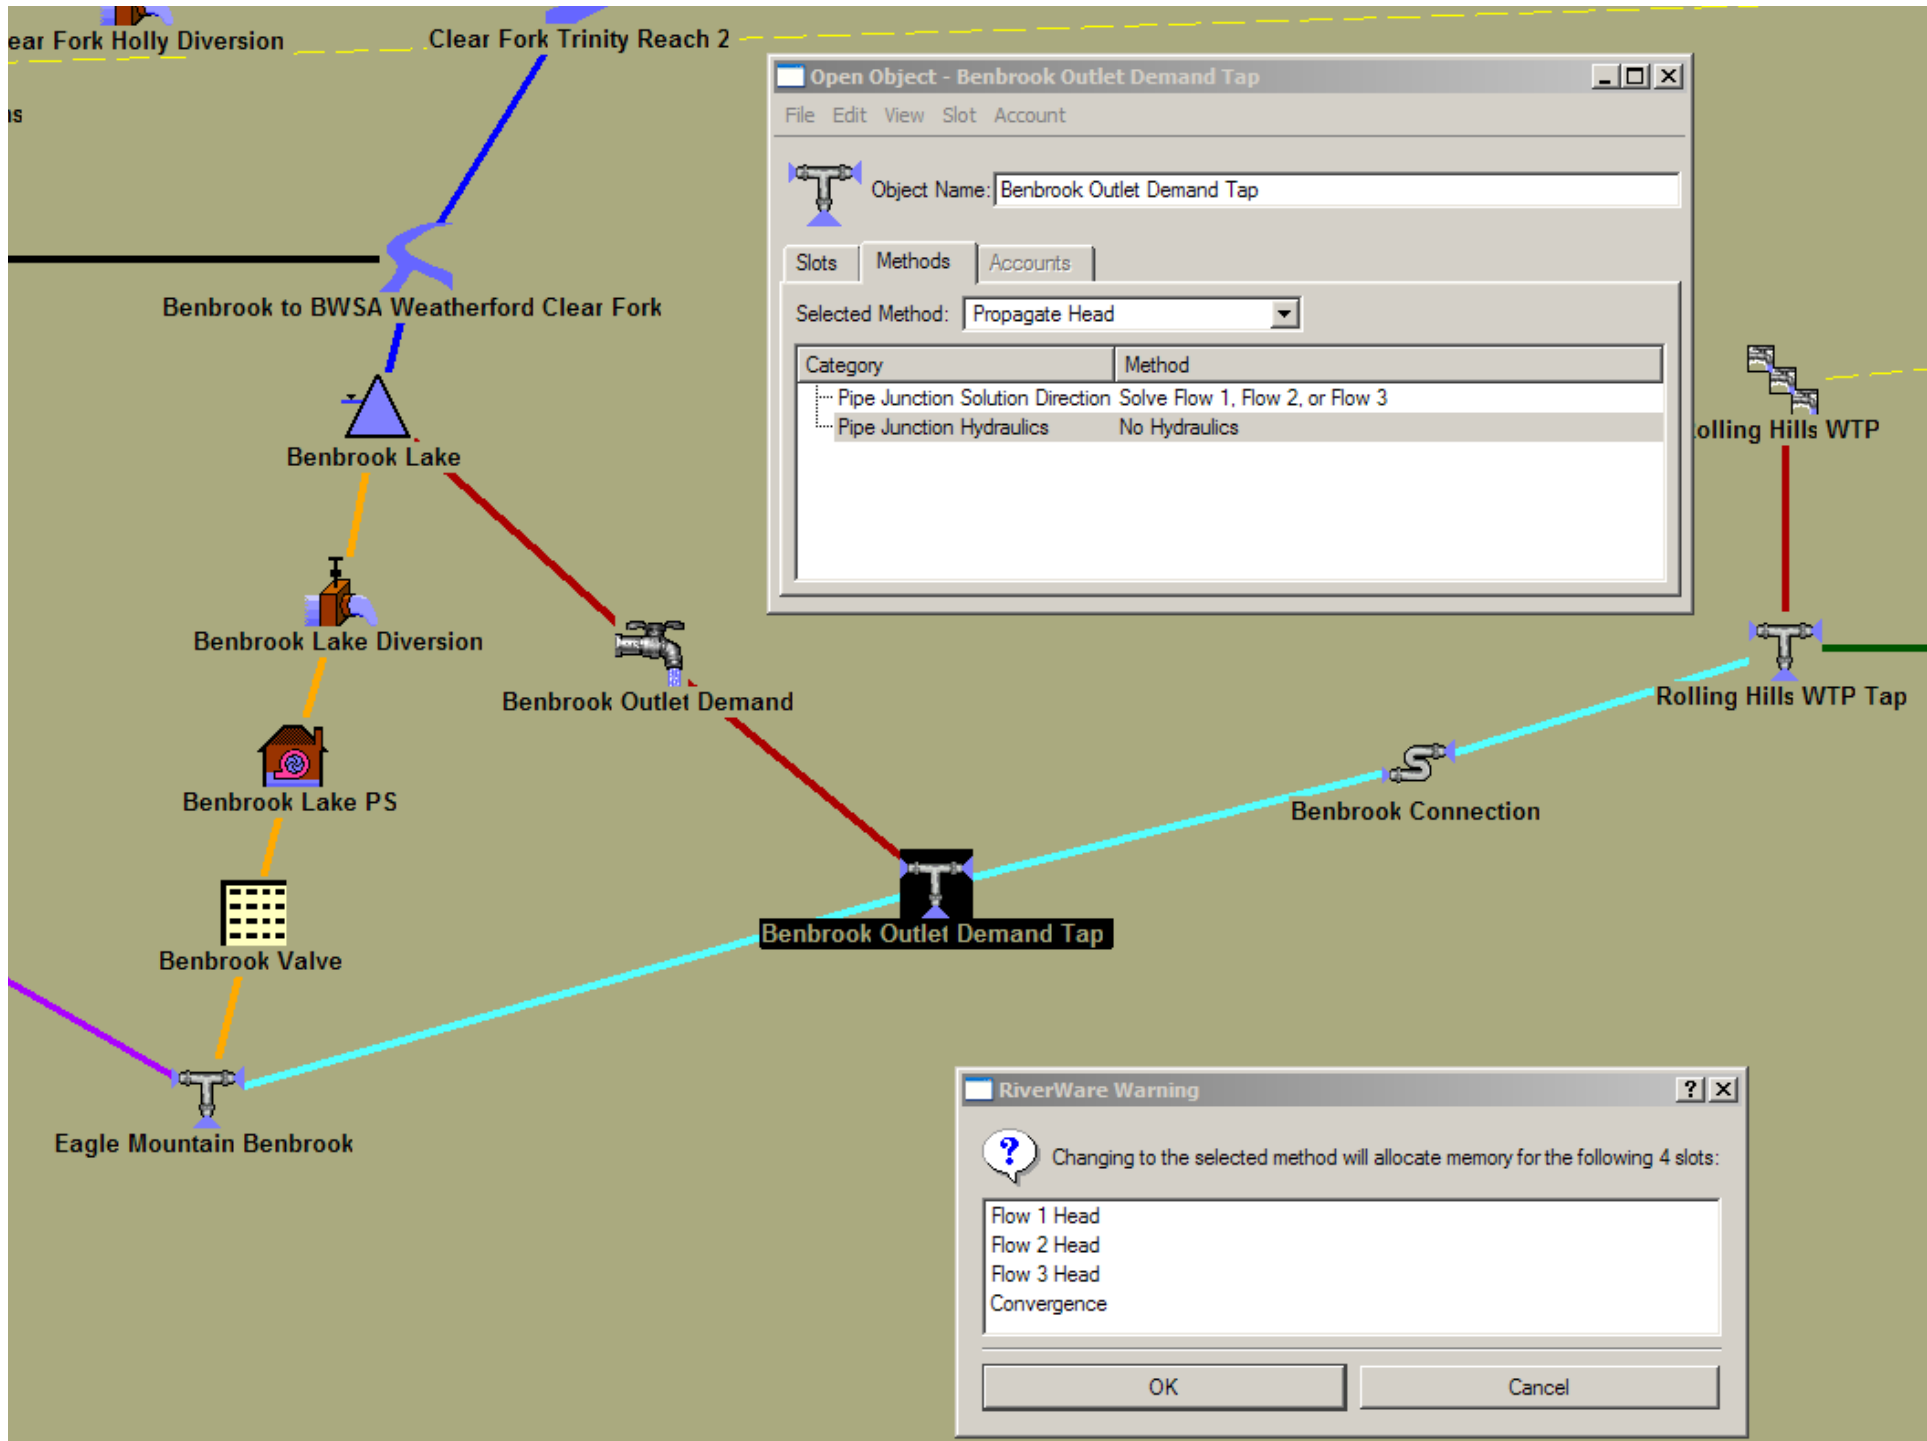 ear Fork Holly Diversion
Clear Fork Trinity Reach 2
Open Object - Benbrook Outlet Demand Tap
File Edit View Slot Account
Object Name: Benbrook Outlet Demand Tap
Slots Methods Accounts
Selected Method: Propagate Head
Category Method
Pipe Junction Solution Direction Solve Flow 1, Flow 2, or Flow 3
Pipe Junction Hydraulics No Hydraulics
Benbrook to BWSA Weatherford Clear Fork
Benbrook Lake
olling Hills WTP
Benbrook Lake Diversion
Benbrook Outlet Demand
Rolling Hills WTP Tap
Benbrook Lake PS
Benbrook Connection
Benbrook Outlet Demand Tap
Benbrook Valve
Eagle Mountain Benbrook
RiverWare Warning
Changing to the selected method will allocate memory for the following 4 slots:
Flow 1 Head
Flow 2 Head
Flow 3 Head
Convergence
OK Cancel